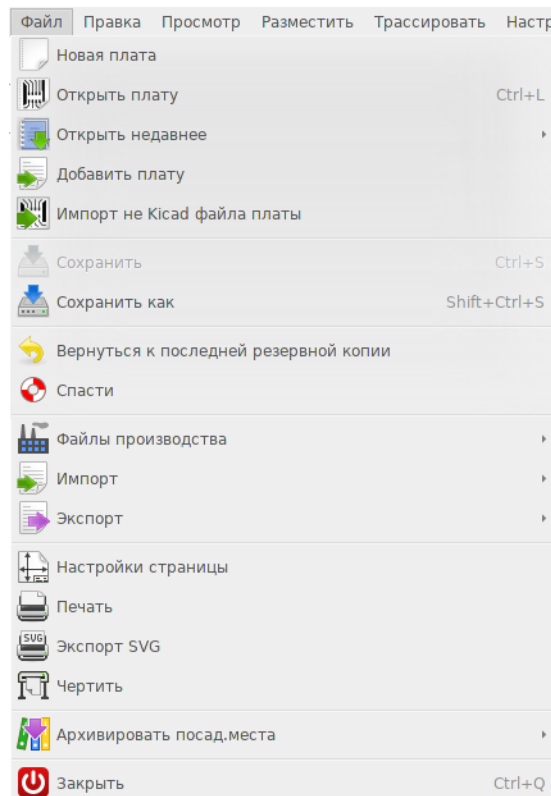 Файл Правка Просмотр Разместить Трассировать Настр
Новая плата
Открыть плату Ctrl+L
Открыть недавнее
Добавить плату
Импорт не Kicad файла платы
Сохранить Ctrl+S
Сохранить как Shift+Ctrl+S
Вернуться к последней резервной копии
Спасти
Файлы производства
Импорт
Экспорт
Настройки страницы
Печать
SVG Экспорт SVG
Чертить
Архивировать посад.места
Закрыть Ctrl+Q